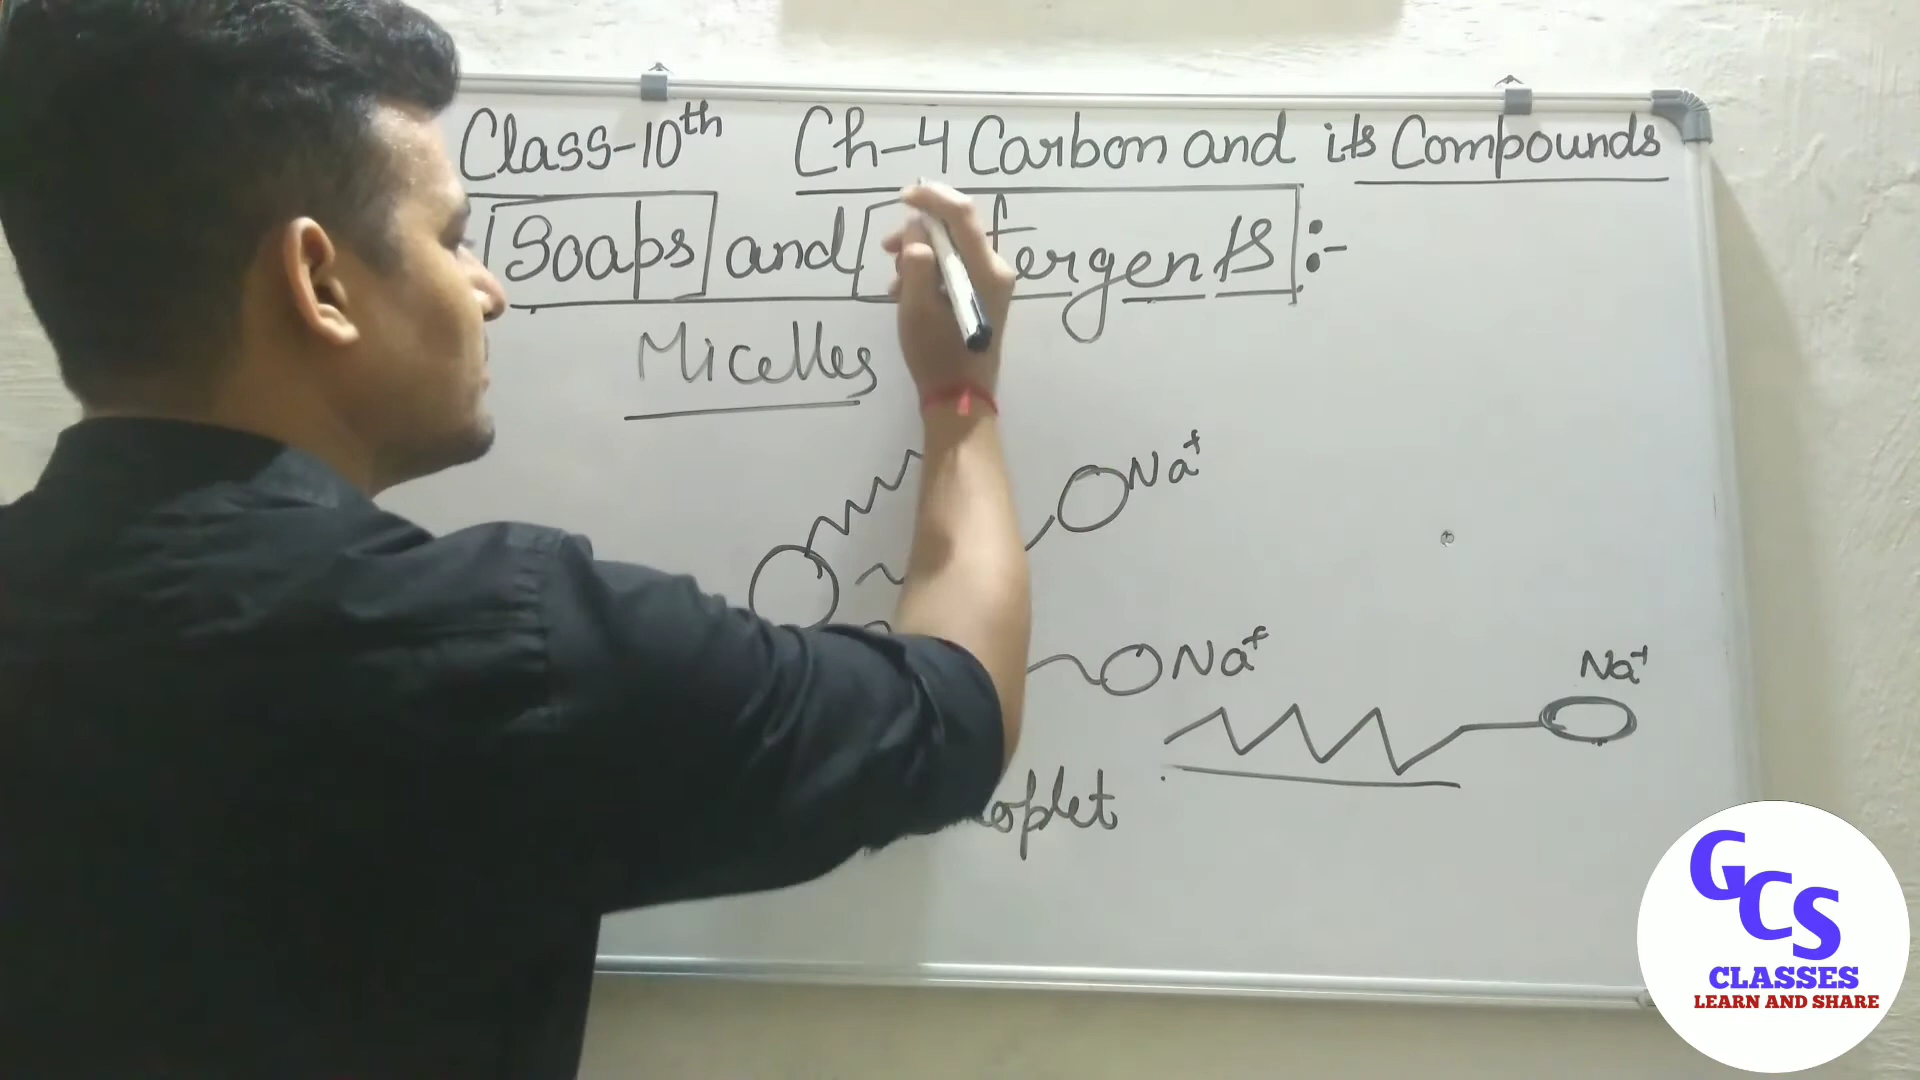 Class-10th Ch-4 Carbon and its Compounds
Soaps and tergents :-
Micelles
Na+
Na+
Na+
oplet
GCS
CLASSES
LEARN AND SHARE